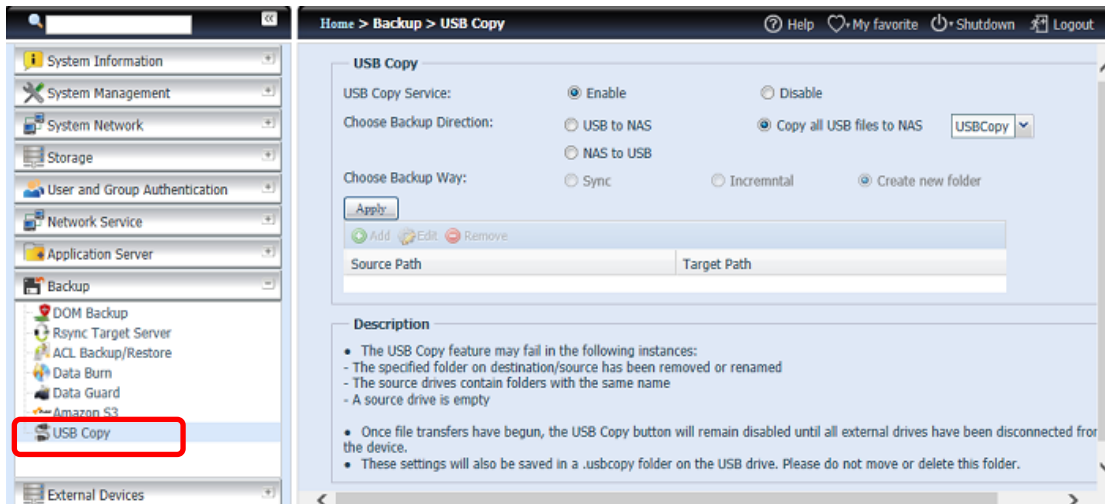 Home > Backup > USB Copy
Help My favorite Shutdown Logout
System Information
System Management
System Network
Storage
User and Group Authentication
Network Service
Application Server
Backup
DOM Backup
Rsync Target Server
ACL Backup/Restore
Data Burn
Data Guard
Amazon S3
USB Copy
External Devices
USB Copy
USB Copy Service: Enable Disable
Choose Backup Direction: USB to NAS Copy all USB files to NAS USBCopy
NAS to USB
Choose Backup Way: Sync Incremntal Create new folder
Apply
Add Edit Remove
Source Path Target Path
Description
• The USB Copy feature may fail in the following instances:
- The specified folder on destination/source has been removed or renamed
- The source drives contain folders with the same name
- A source drive is empty
• Once file transfers have begun, the USB Copy button will remain disabled until all external drives have been disconnected from
the device.
• These settings will also be saved in a .usbcopy folder on the USB drive. Please do not move or delete this folder.